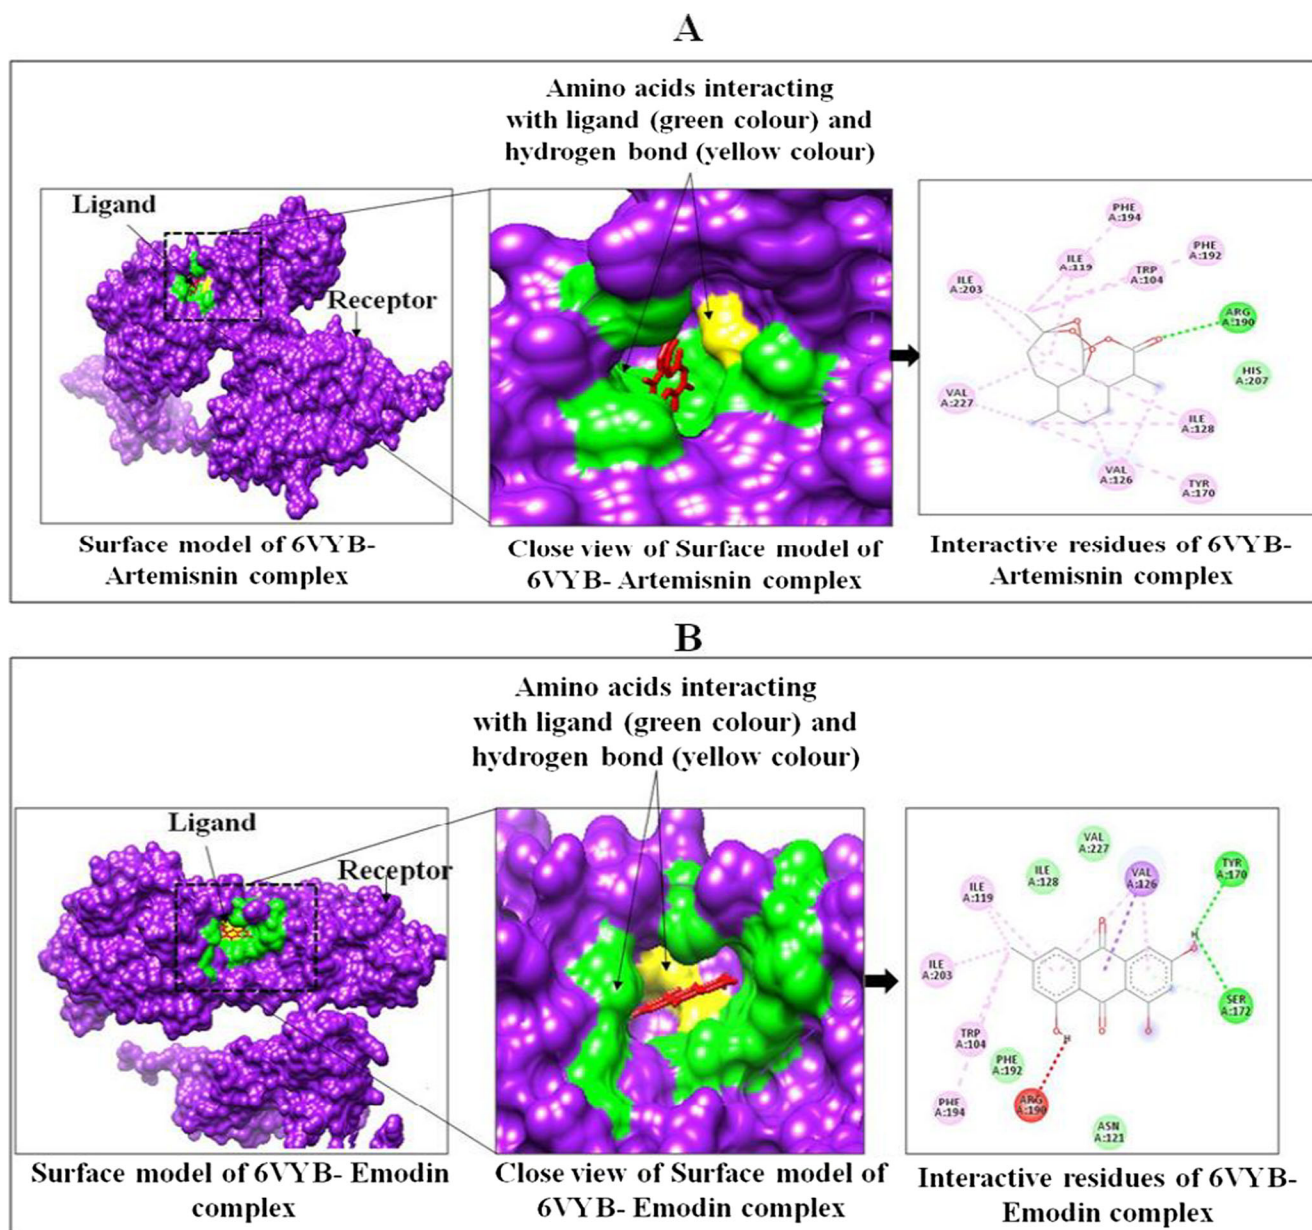 A
Amino acids interacting
with ligand (green colour) and
hydrogen bond (yellow colour)
Ligand
Receptor
PHE
A:194
PHE
A:192
ILE
A:119
TRP
A:104
ILE
A:203
ARG
A:190
HIS
A:207
VAL
A:227
ILE
A:128
VAL
A:126
TYR
A:170
Surface model of 6VYB-
Artemisnin complex
Close view of Surface model of
6VYB- Artemisnin complex
Interactive residues of 6VYB-
Artemisnin complex
B
Amino acids interacting
with ligand (green colour) and
hydrogen bond (yellow colour)
Ligand
Receptor
VAL
A:227
ILE
A:128
VAL
A:126
TYR
A:170
ILE
A:119
H
ILE
A:203
SER
A:172
TRP
A:104
H
PHE
A:192
PHE
A:194
ARG
A:190
ASN
A:121
Surface model of 6VYB- Emodin
complex
Close view of Surface model of
6VYB- Emodin complex
Interactive residues of 6VYB-
Emodin complex